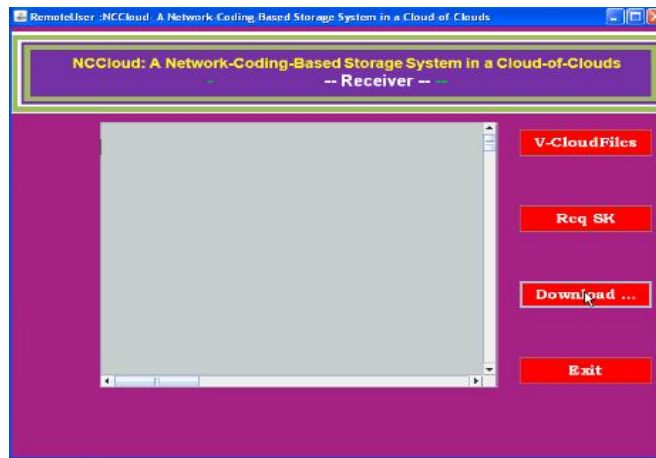 RemoteUser :NCCloud: A Network-Coding-Based Storage System in a Cloud-of-Clouds
NCCloud: A Network-Coding-Based Storage System in a Cloud-of-Clouds
- -- Receiver -- --
V-CloudFiles
Req SK
Download ...
Exit